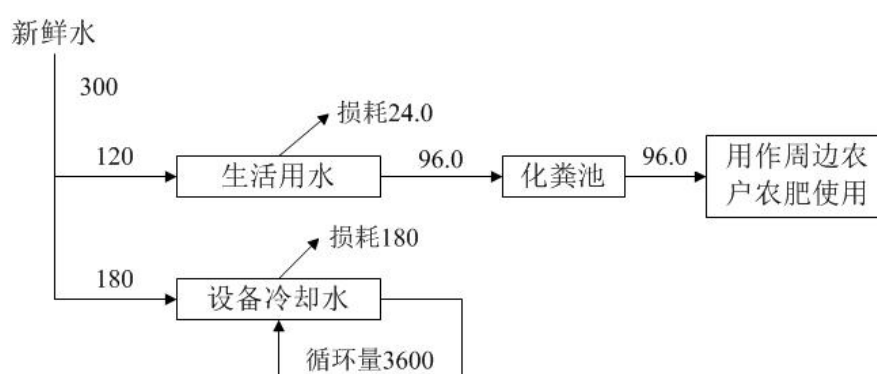 新鲜水
300
损耗24.0
120
生活用水
96.0
化粪池
96.0
用作周边农
户农肥使用
损耗180
180
设备冷却水
循环量3600